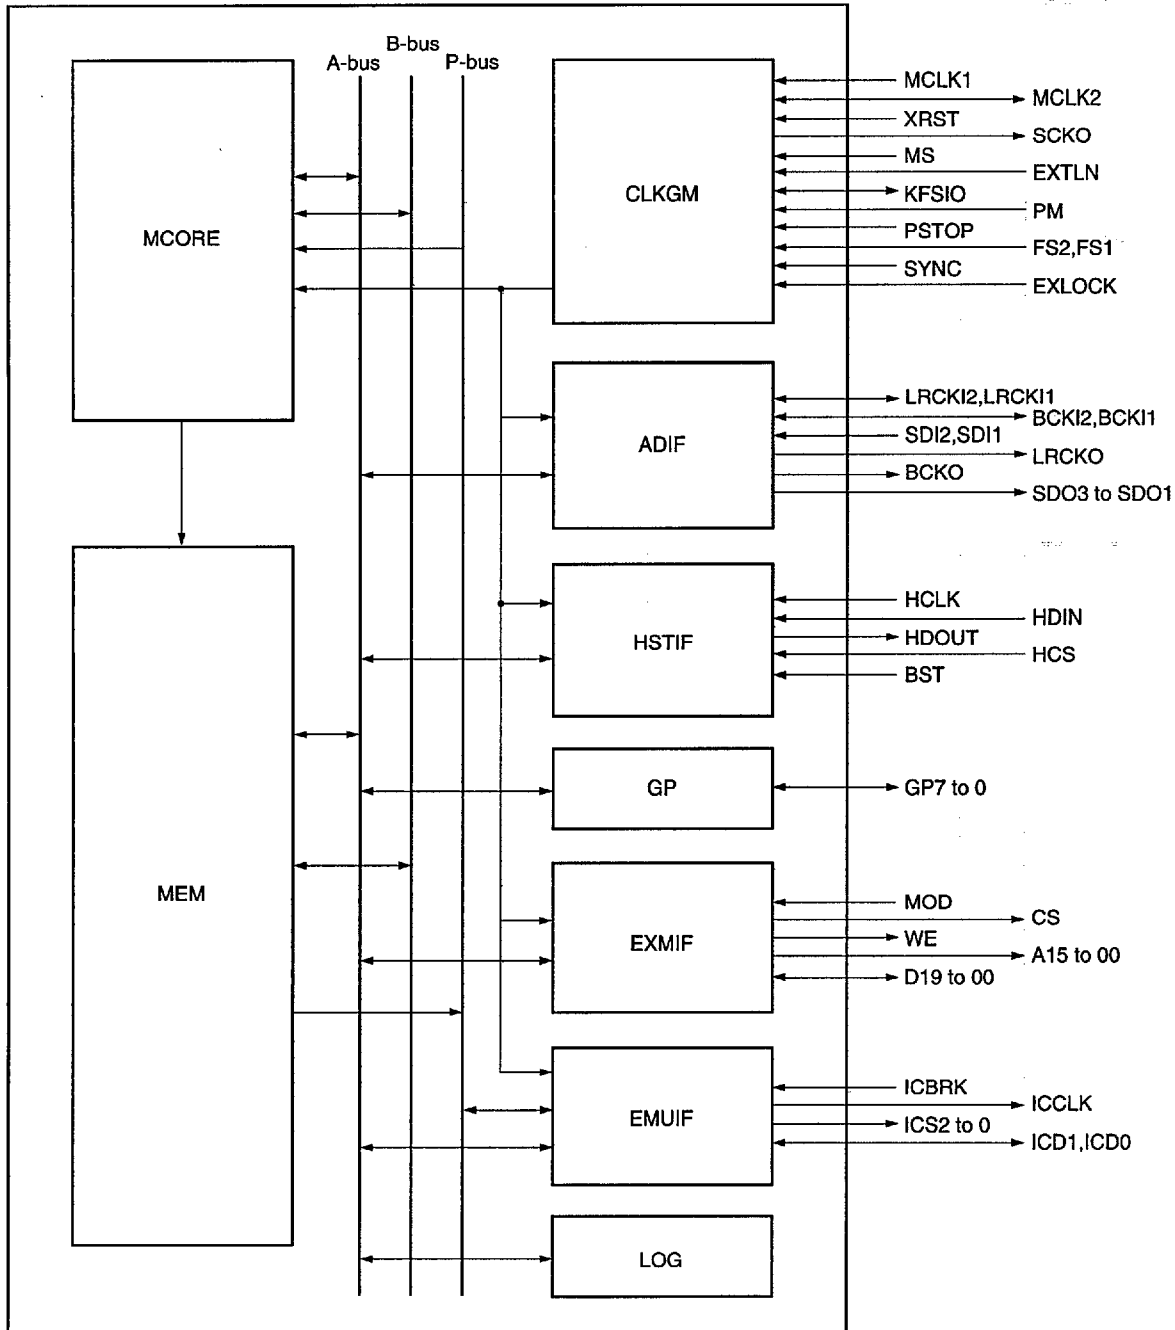 B-bus
A-bus
P-bus
MCORE
CLKGM
MCLK1
MCLK2
XRST
SCKO
MS
EXTLN
KFSIO
PM
PSTOP
FS2,FS1
SYNC
EXLOCK
ADIF
LRCKI2,LRCKI1
BCKI2,BCKI1
SDI2,SDI1
LRCKO
BCKO
SDO3 to SDO1
HSTIF
HCLK
HDIN
HDOUT
HCS
BST
GP
GP7 to 0
MEM
EXMIF
MOD
CS
WE
A15 to 00
D19 to 00
EMUIF
ICBRK
ICCLK
ICS2 to 0
ICD1,ICD0
LOG